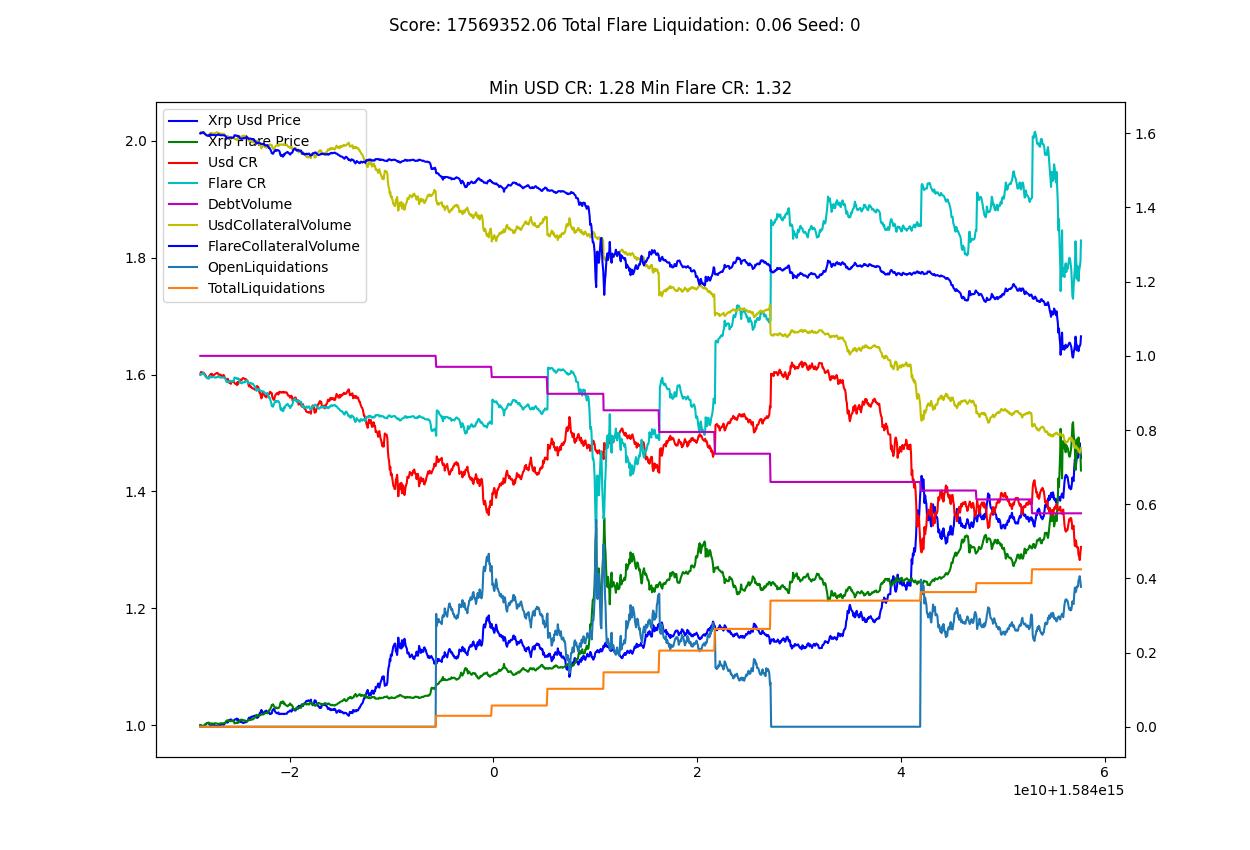 Score: 17569352.06 Total Flare Liquidation: 0.06 Seed: 0
Min USD CR: 1.28 Min Flare CR: 1.32
Xrp Usd Price
Xrp Flare Price
Usd CR
Flare CR
DebtVolume
UsdCollateralVolume
FlareCollateralVolume
OpenLiquidations
TotalLiquidations
2.0
1.8
1.6
1.4
1.2
1.0
1.6
1.4
1.2
1.0
0.8
0.6
0.4
0.2
0.0
−2
0
2
4
6
1e10+1.584e15